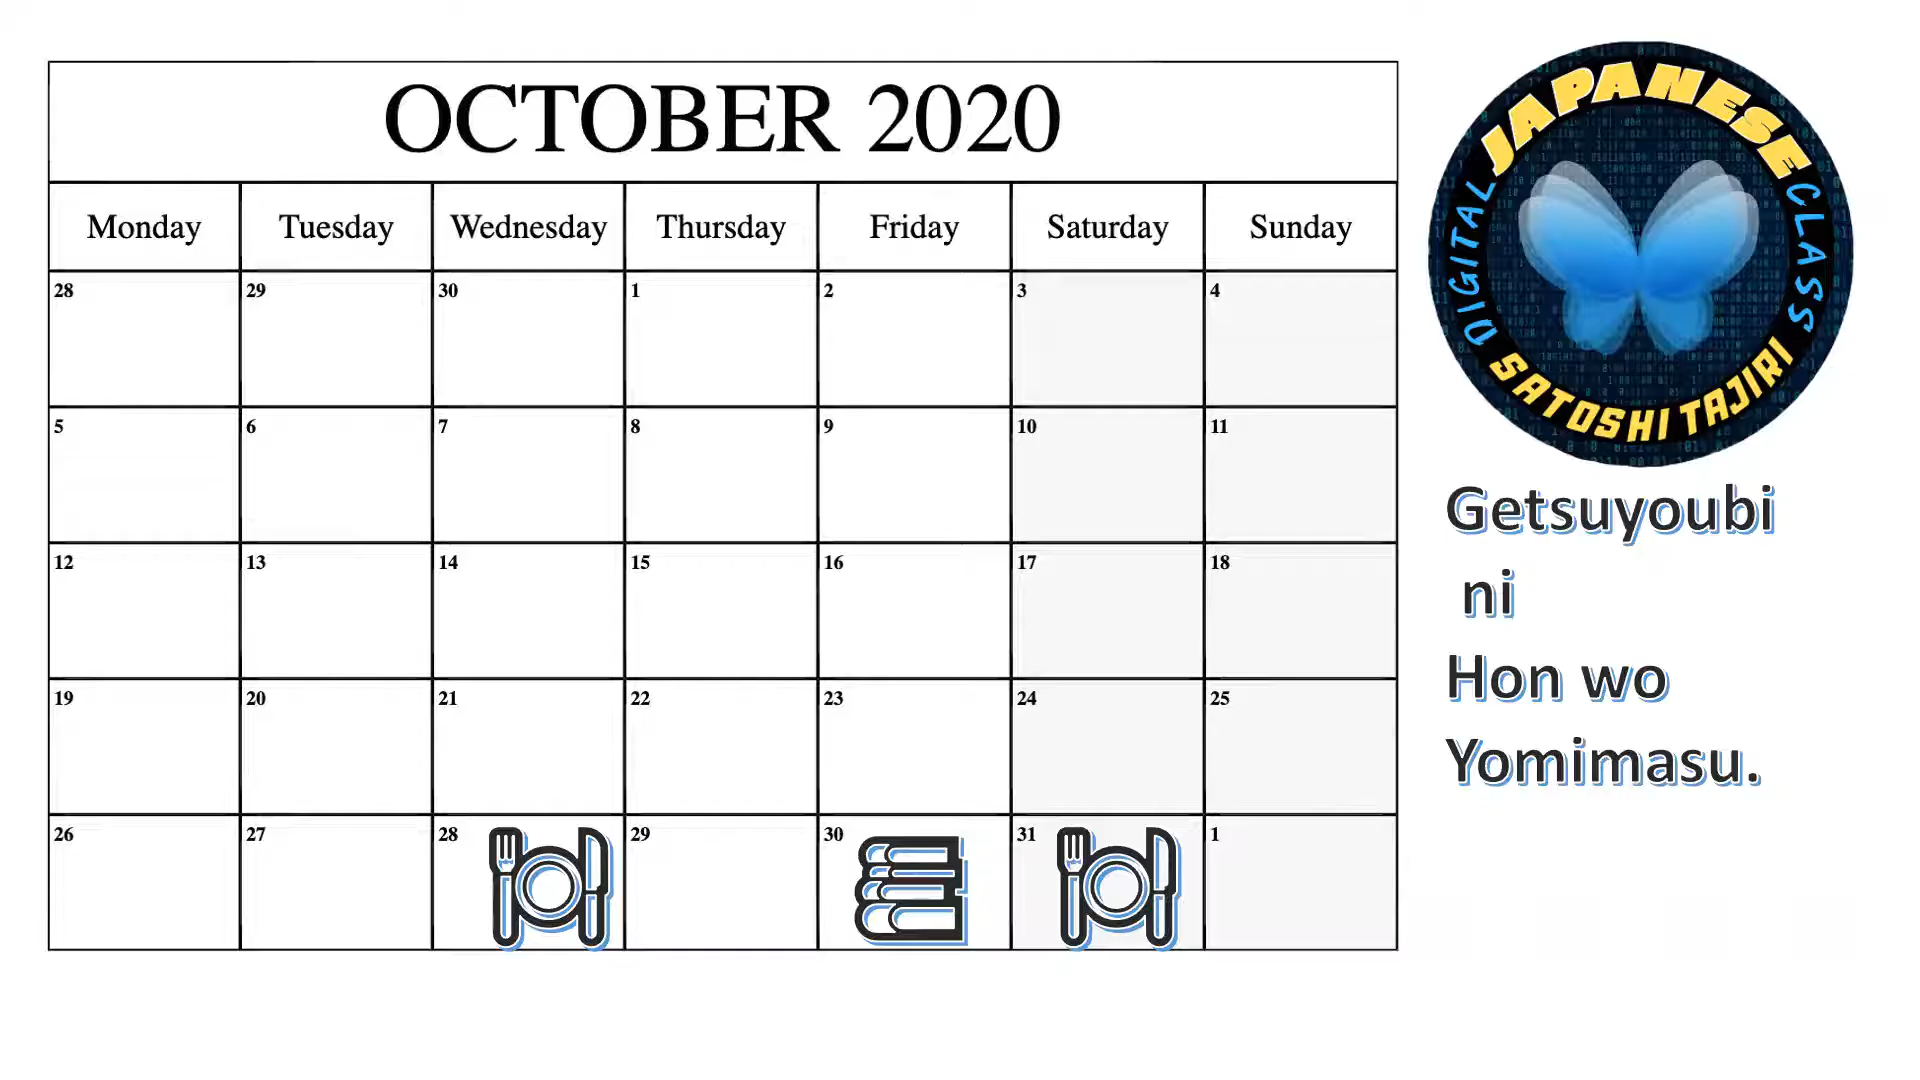 OCTOBER 2020
Monday Tuesday Wednesday Thursday Friday Saturday Sunday
28 29 30 1 2 3 4
5 6 7 8 9 10 11
12 13 14 15 16 17 18
19 20 21 22 23 24 25
26 27 28 29 30 31 1
DIGITAL JAPANESE CLASS
SATOSHI TAJIRI
Getsuyoubi
ni
Hon wo
Yomimasu.